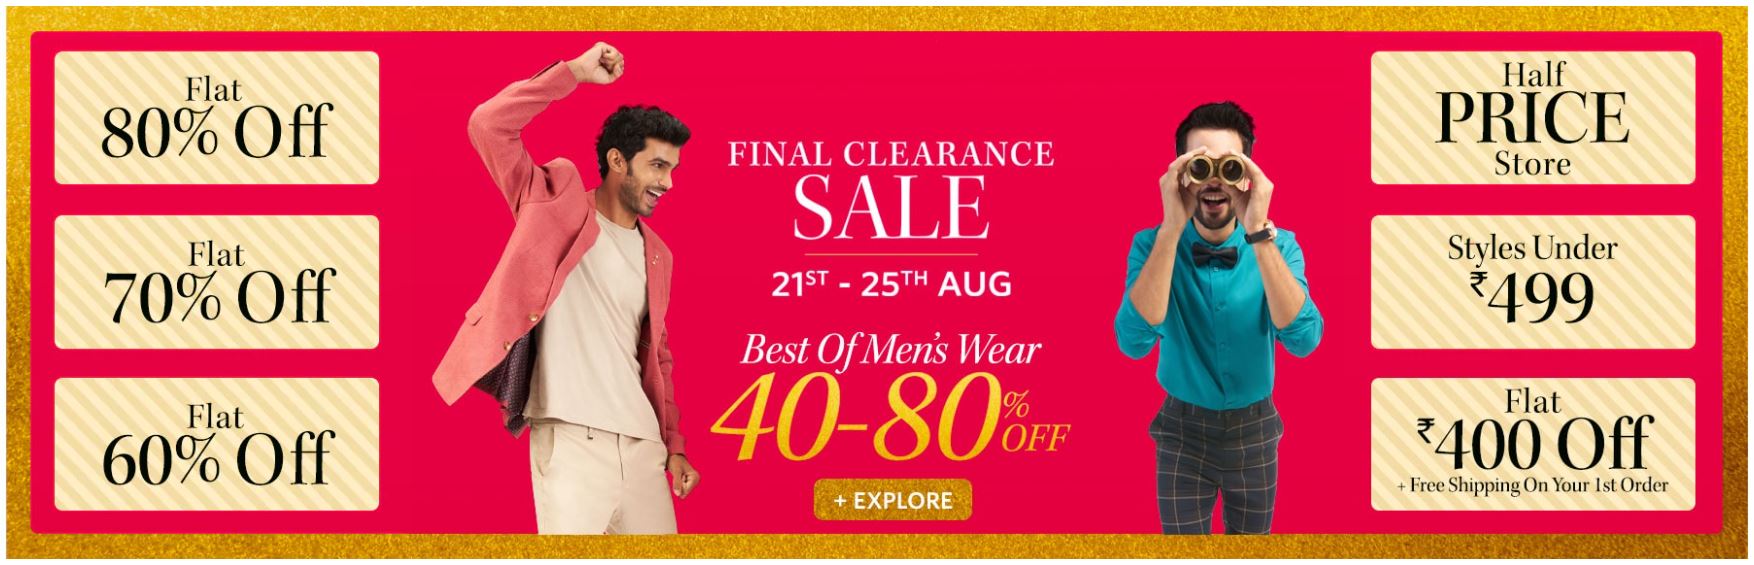 Flat
80% Off
Flat
70% Off
Flat
60% Off
FINAL CLEARANCE
SALE
21ST - 25TH AUG
Best Of Men's Wear
40-80% OFF
+ EXPLORE
Half
PRICE
Store
Styles Under
₹499
Flat
₹400 Off
+ Free Shipping On Your 1st Order